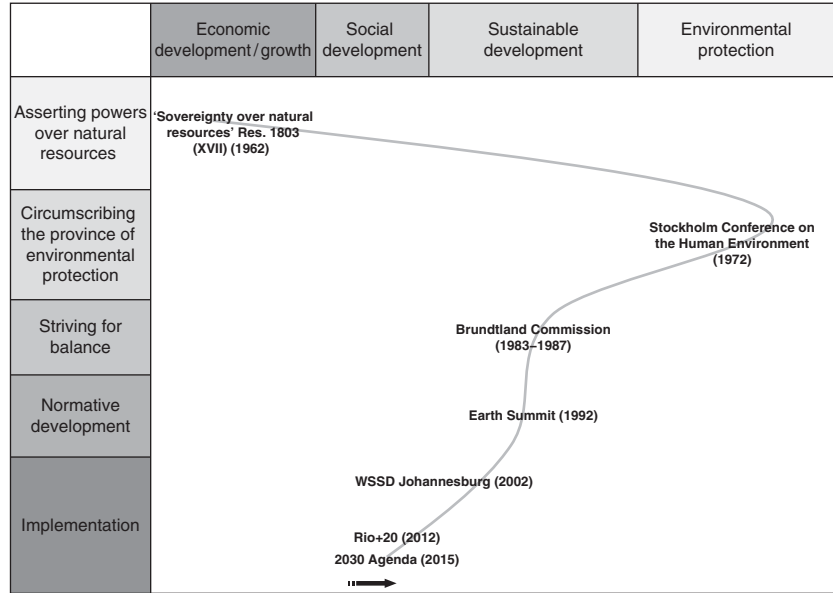 Economic
development/growth
Social
development
Sustainable
development
Environmental
protection
Asserting powers
over natural
resources
'Sovereignty over natural
resources' Res. 1803
(XVII) (1962)
Circumscribing
the province of
environmental
protection
Stockholm Conference on
the Human Environment
(1972)
Striving for
balance
Brundtland Commission
(1983–1987)
Normative
development
Earth Summit (1992)
Implementation
WSSD Johannesburg (2002)
Rio+20 (2012)
2030 Agenda (2015)